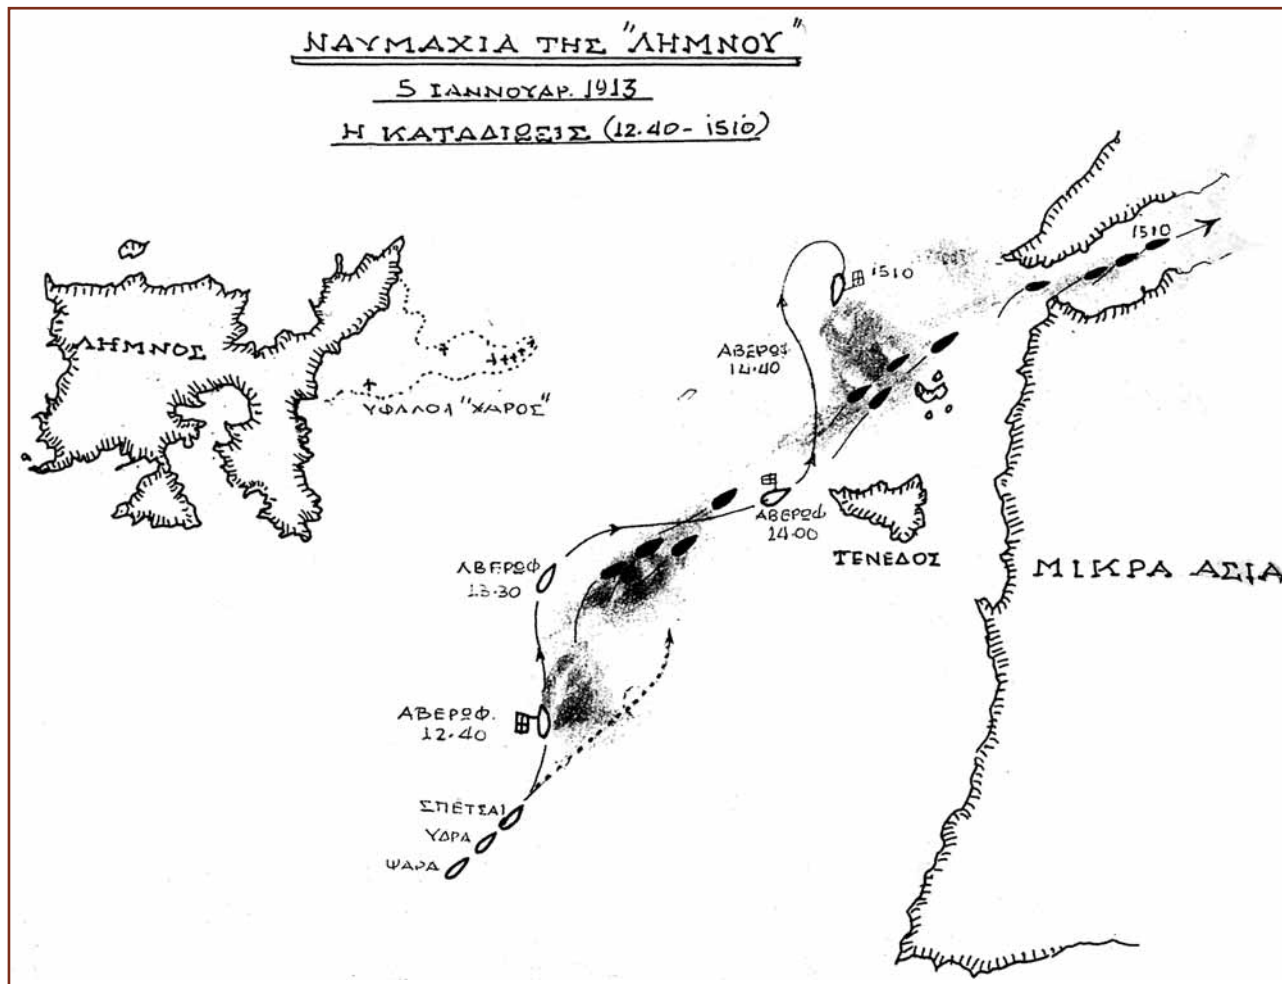 ΝΑΥΜΑΧΙΑ ΤΗΣ "ΛΗΜΝΟΥ"
5 ΙΑΝΝΟΥΑΡ. 1913
Η ΚΑΤΑΔΙΩΞΙΣ (12.40 - 1510)
1510
1510
ΛΗΜΝΟΣ
ΑΒΕΡΩΦ
14.40
ΥΦΑΛΟΙ "ΧΑΡΟΣ"
ΑΒΕΡΩΦ
14.00
ΤΕΝΕΔΟΣ
ΑΒΕΡΩΦ
13.30
ΜΙΚΡΑ ΑΣΙΑ
ΑΒΕΡΩΦ.
12.40
ΣΠΕΤΣΑΙ
ΥΔΡΑ
ΨΑΡΑ